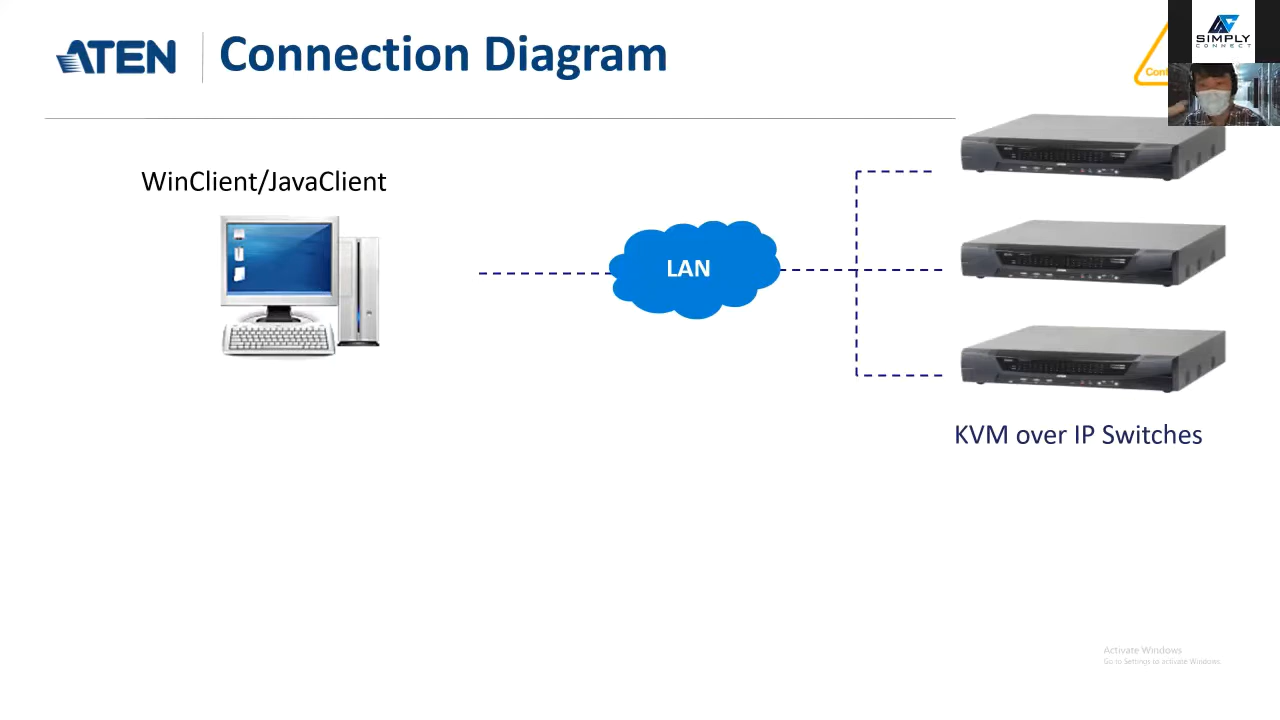 ATEN
Connection Diagram
SIMPLY
CONNECT
WinClient/JavaClient
LAN
KVM over IP Switches
Activate Windows
Go to Settings to activate Windows.